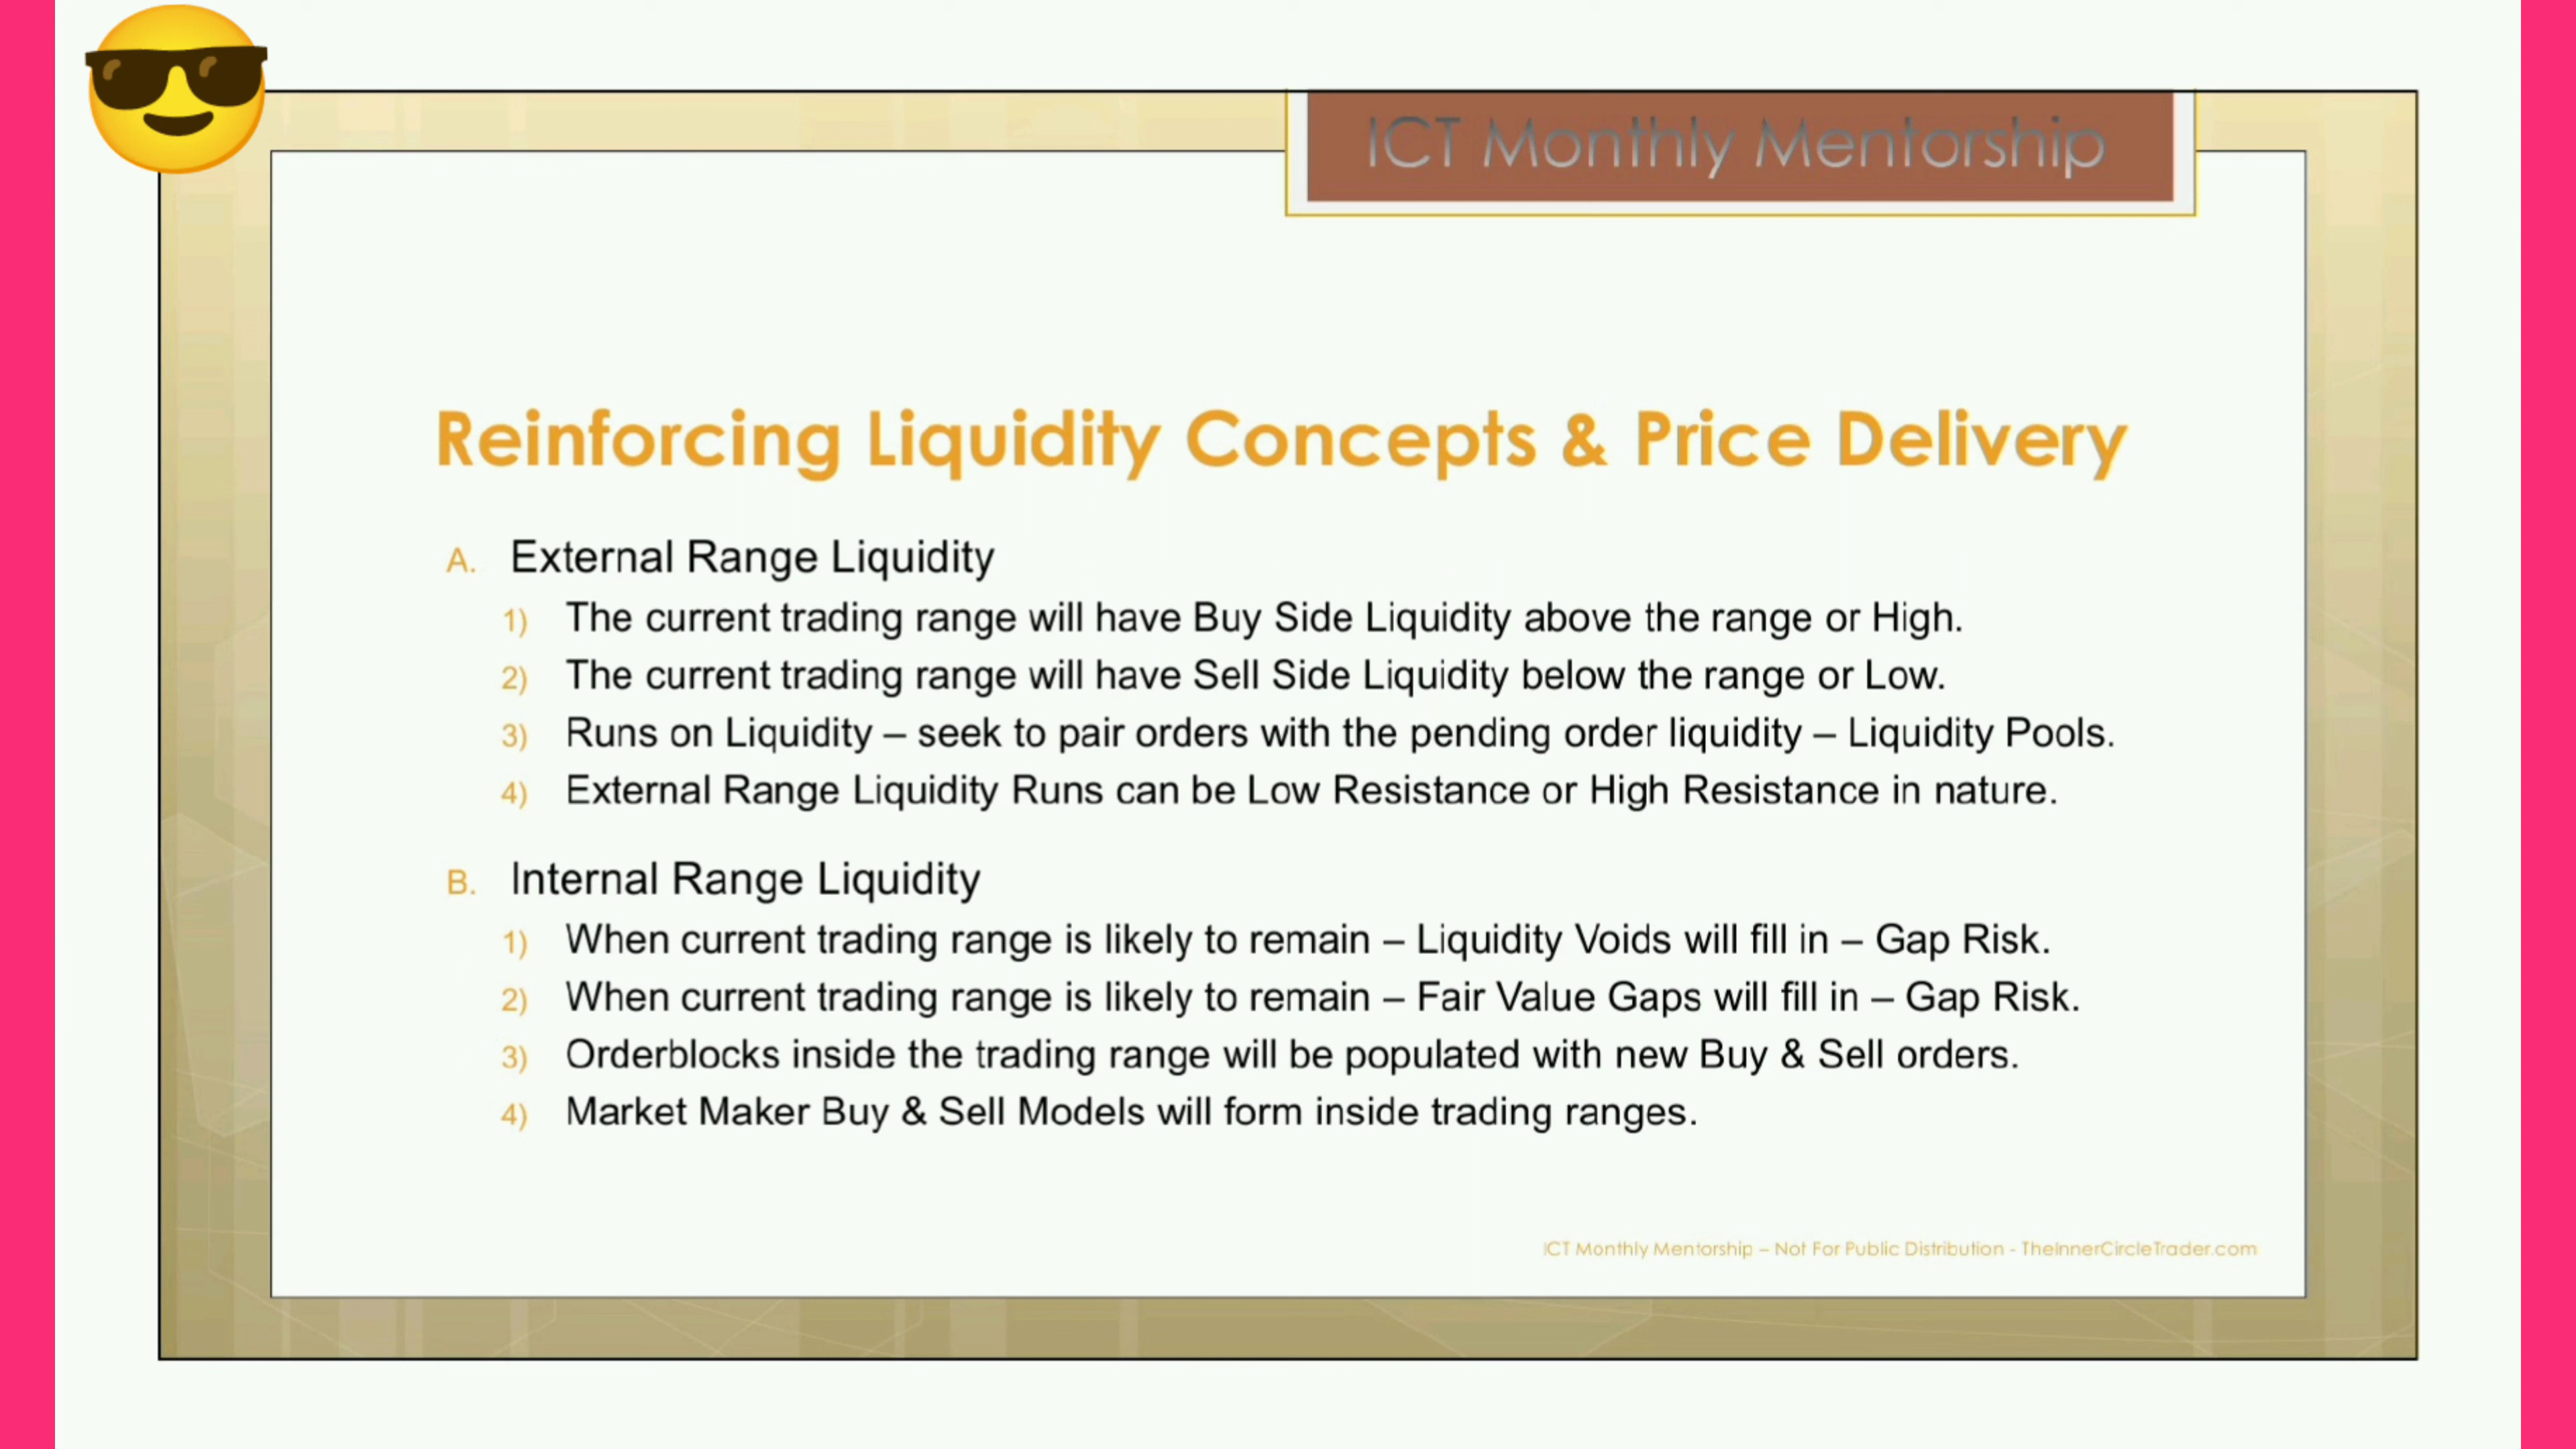 ICT Monthly Mentorship
Reinforcing Liquidity Concepts & Price Delivery
A. External Range Liquidity
1) The current trading range will have Buy Side Liquidity above the range or High.
2) The current trading range will have Sell Side Liquidity below the range or Low.
3) Runs on Liquidity – seek to pair orders with the pending order liquidity – Liquidity Pools.
4) External Range Liquidity Runs can be Low Resistance or High Resistance in nature.
B. Internal Range Liquidity
1) When current trading range is likely to remain – Liquidity Voids will fill in – Gap Risk.
2) When current trading range is likely to remain – Fair Value Gaps will fill in – Gap Risk.
3) Orderblocks inside the trading range will be populated with new Buy & Sell orders.
4) Market Maker Buy & Sell Models will form inside trading ranges.
ICT Monthly Mentorship – Not For Public Distribution - TheInnerCircleTrader.com